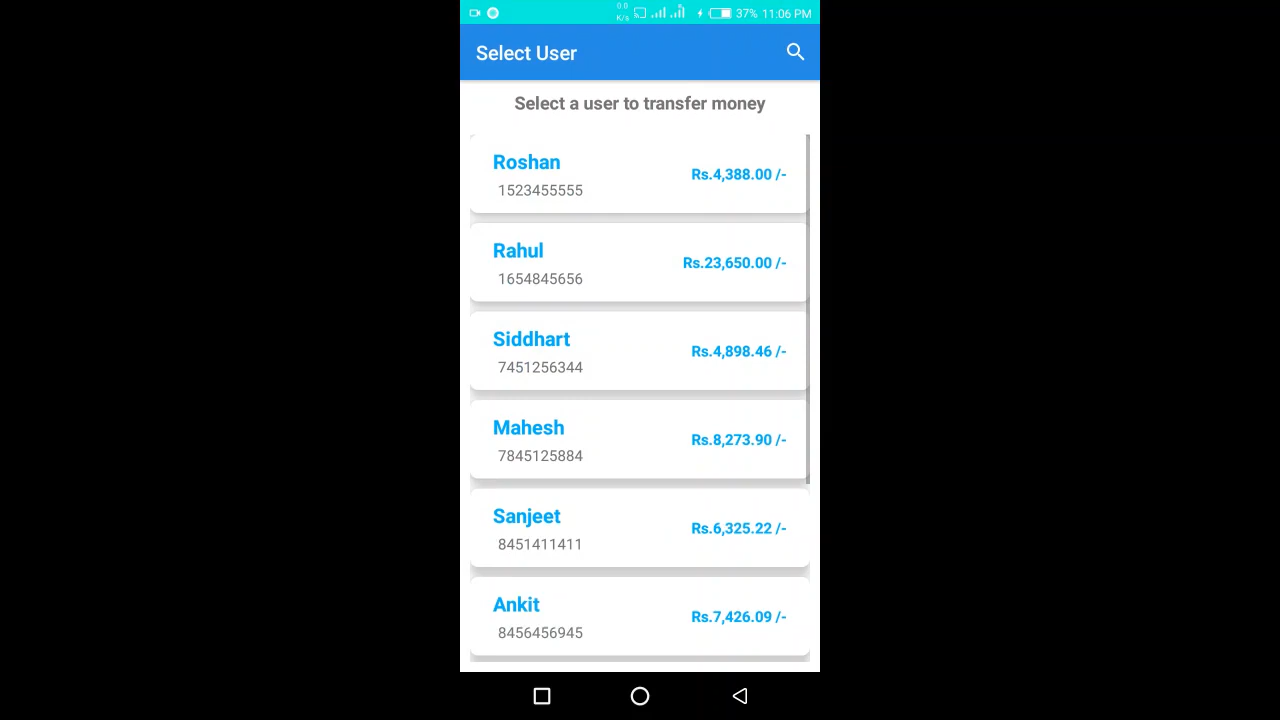 0.0
K/s
37% 11:06 PM
Select User
Select a user to transfer money
Roshan
Rs.4,388.00 /-
1523455555
Rahul
Rs.23,650.00 /-
1654845656
Siddhart
Rs.4,898.46 /-
7451256344
Mahesh
Rs.8,273.90 /-
7845125884
Sanjeet
Rs.6,325.22 /-
8451411411
Ankit
Rs.7,426.09 /-
8456456945